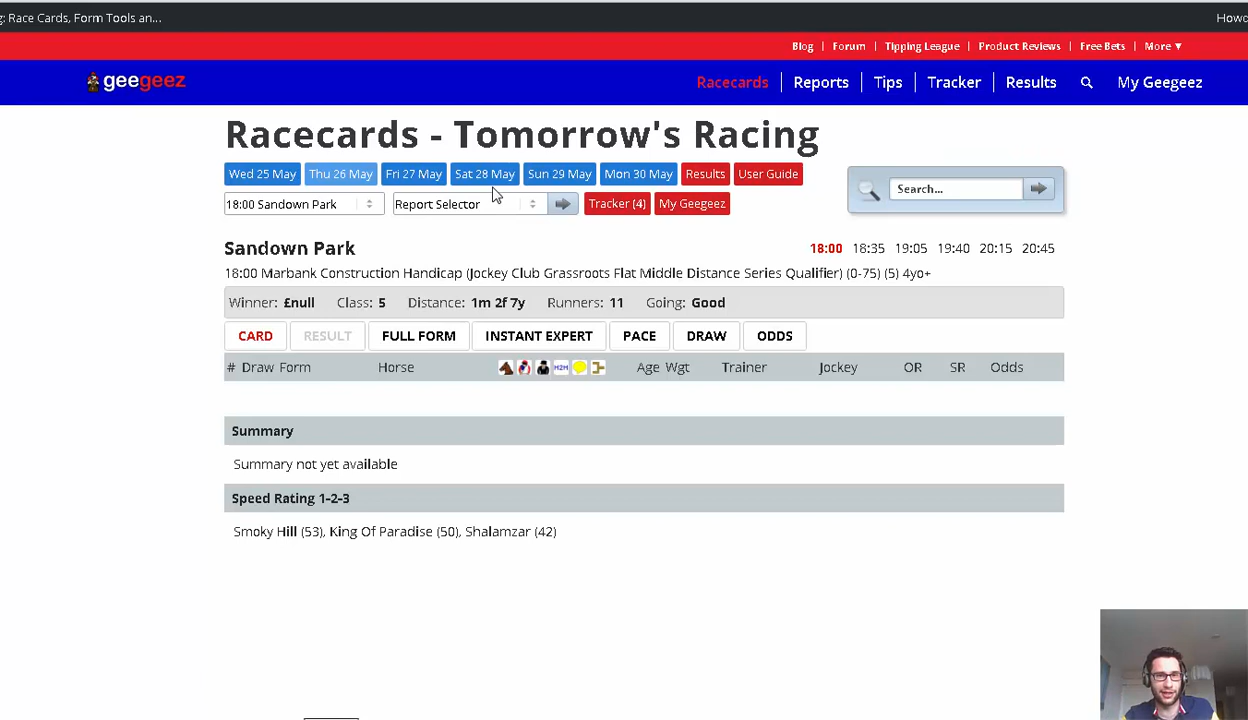 g: Race Cards, Form Tools an... Howd
Blog | Forum | Tipping League | Product Reviews | Free Bets | More ▼
geegeez Racecards | Reports | Tips | Tracker | Results My Geegeez
Racecards - Tomorrow's Racing
Wed 25 May Thu 26 May Fri 27 May Sat 28 May Sun 29 May Mon 30 May Results User Guide
Search...
18:00 Sandown Park Report Selector Tracker (4) My Geegeez
Sandown Park 18:00 18:35 19:05 19:40 20:15 20:45
18:00 Marbank Construction Handicap (Jockey Club Grassroots Flat Middle Distance Series Qualifier) (0-75) (5) 4yo+
Winner: £null Class: 5 Distance: 1m 2f 7y Runners: 11 Going: Good
CARD RESULT FULL FORM INSTANT EXPERT PACE DRAW ODDS
# Draw Form Horse H2H Age Wgt Trainer Jockey OR SR Odds
Summary
Summary not yet available
Speed Rating 1-2-3
Smoky Hill (53), King Of Paradise (50), Shalamzar (42)